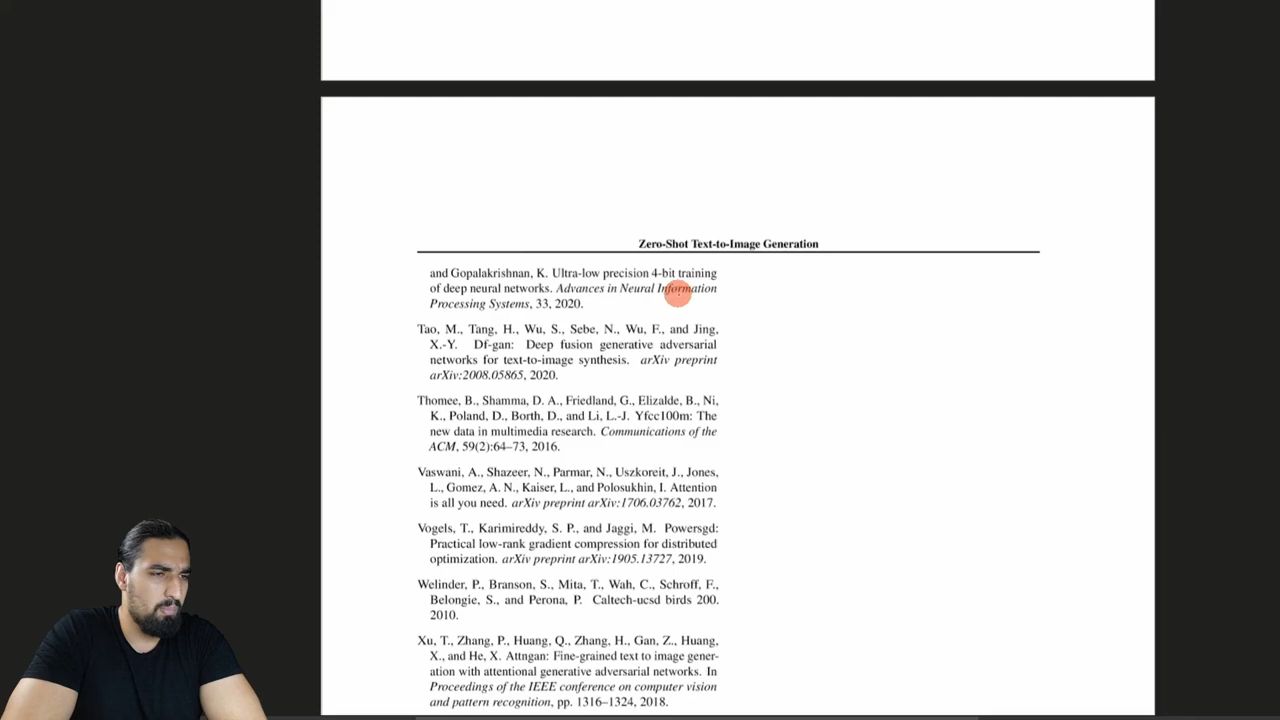 Zero-Shot Text-to-Image Generation
and Gopalakrishnan, K. Ultra-low precision 4-bit training
of deep neural networks. Advances in Neural Information
Processing Systems, 33, 2020.
Tao, M., Tang, H., Wu, S., Sebe, N., Wu, F., and Jing,
X.-Y. Df-gan: Deep fusion generative adversarial
networks for text-to-image synthesis. arXiv preprint
arXiv:2008.05865, 2020.
Thomee, B., Shamma, D. A., Friedland, G., Elizalde, B., Ni,
K., Poland, D., Borth, D., and Li, L.-J. Yfcc100m: The
new data in multimedia research. Communications of the
ACM, 59(2):64–73, 2016.
Vaswani, A., Shazeer, N., Parmar, N., Uszkoreit, J., Jones,
L., Gomez, A. N., Kaiser, L., and Polosukhin, I. Attention
is all you need. arXiv preprint arXiv:1706.03762, 2017.
Vogels, T., Karimireddy, S. P., and Jaggi, M. Powersgd:
Practical low-rank gradient compression for distributed
optimization. arXiv preprint arXiv:1905.13727, 2019.
Welinder, P., Branson, S., Mita, T., Wah, C., Schroff, F.,
Belongie, S., and Perona, P. Caltech-ucsd birds 200.
2010.
Xu, T., Zhang, P., Huang, Q., Zhang, H., Gan, Z., Huang,
X., and He, X. Attngan: Fine-grained text to image gener-
ation with attentional generative adversarial networks. In
Proceedings of the IEEE conference on computer vision
and pattern recognition, pp. 1316–1324, 2018.